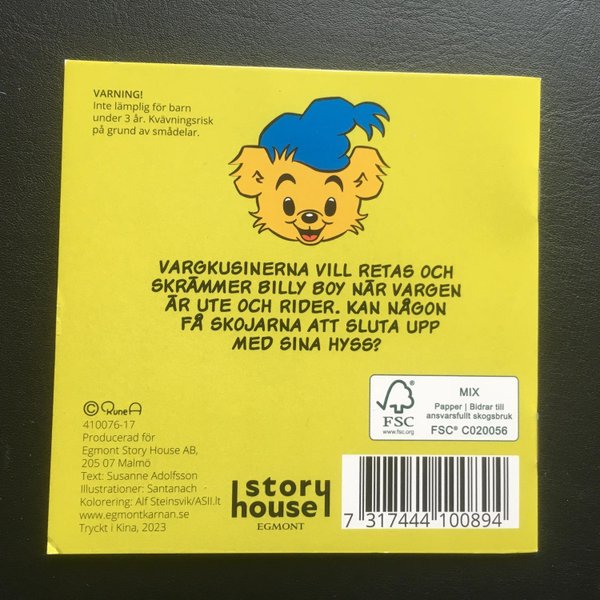 VARNING!
Inte lämplig för barn
under 3 år. Kvävningsrisk
på grund av smådelar.
VARGKUSINERNA VILL RETAS OCH
SKRÄMMER BILLY BOY NÄR VARGEN
ÄR UTE OCH RIDER. KAN NÅGON
FÅ SKOJARNA ATT SLUTA UPP
MED SINA HYSS?
© Rune A
410076-17
Producerad för
Egmont Story House AB,
205 07 Malmö
Text: Susanne Adolfsson
Illustrationer: Santanach
Kolorering: Alf Steinsvik/ASII.lt
www.egmontkarnan.se
Tryckt i Kina, 2023
story
house
EGMONT
FSC
www.fsc.org
MIX
Papper | Bidrar till
ansvarsfullt skogsbruk
FSC® C020056
7 317444 100894